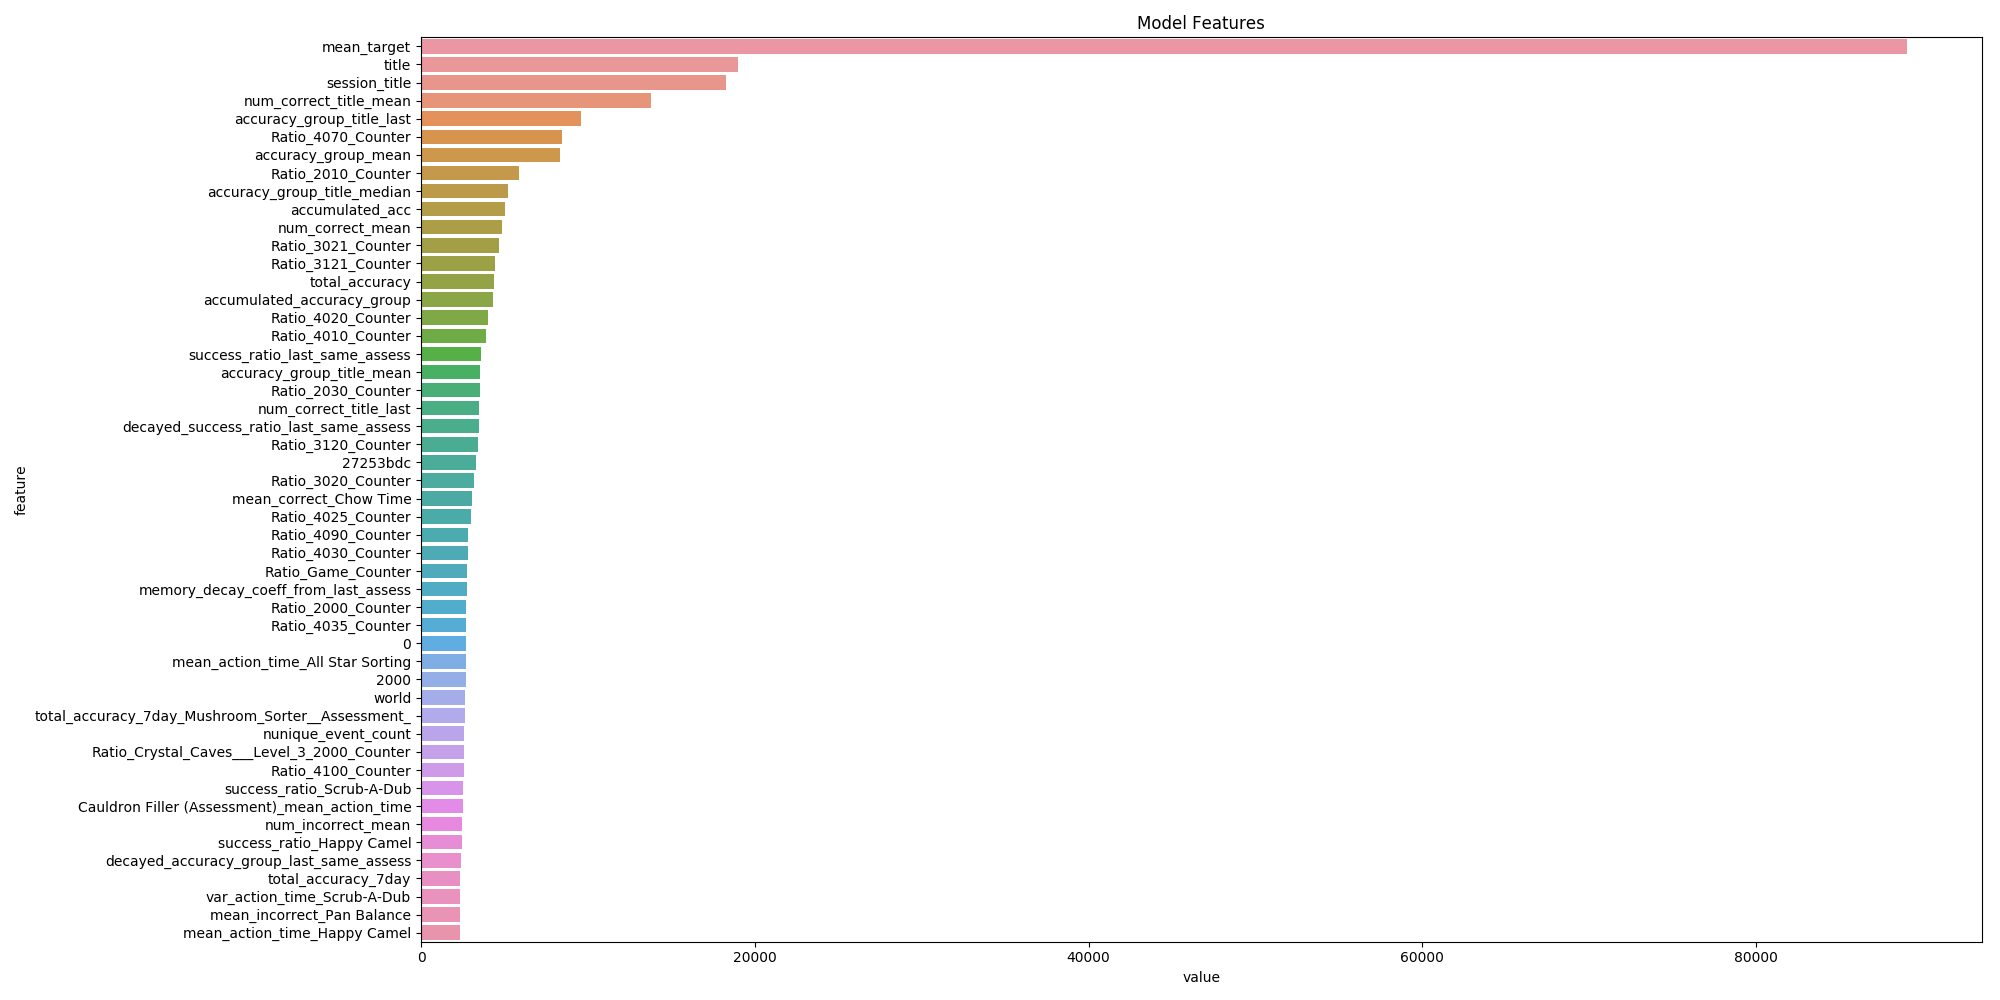 Model Features
mean_target
title
session_title
num_correct_title_mean
accuracy_group_title_last
Ratio_4070_Counter
accuracy_group_mean
Ratio_2010_Counter
accuracy_group_title_median
accumulated_acc
num_correct_mean
Ratio_3021_Counter
Ratio_3121_Counter
total_accuracy
accumulated_accuracy_group
Ratio_4020_Counter
Ratio_4010_Counter
success_ratio_last_same_assess
accuracy_group_title_mean
Ratio_2030_Counter
num_correct_title_last
decayed_success_ratio_last_same_assess
Ratio_3120_Counter
27253bdc
Ratio_3020_Counter
mean_correct_Chow Time
Ratio_4025_Counter
Ratio_4090_Counter
Ratio_4030_Counter
Ratio_Game_Counter
memory_decay_coeff_from_last_assess
Ratio_2000_Counter
Ratio_4035_Counter
0
mean_action_time_All Star Sorting
2000
world
total_accuracy_7day_Mushroom_Sorter__Assessment_
nunique_event_count
Ratio_Crystal_Caves___Level_3_2000_Counter
Ratio_4100_Counter
success_ratio_Scrub-A-Dub
Cauldron Filler (Assessment)_mean_action_time
num_incorrect_mean
success_ratio_Happy Camel
decayed_accuracy_group_last_same_assess
total_accuracy_7day
var_action_time_Scrub-A-Dub
mean_incorrect_Pan Balance
mean_action_time_Happy Camel
feature
0 20000 40000 60000 80000
value